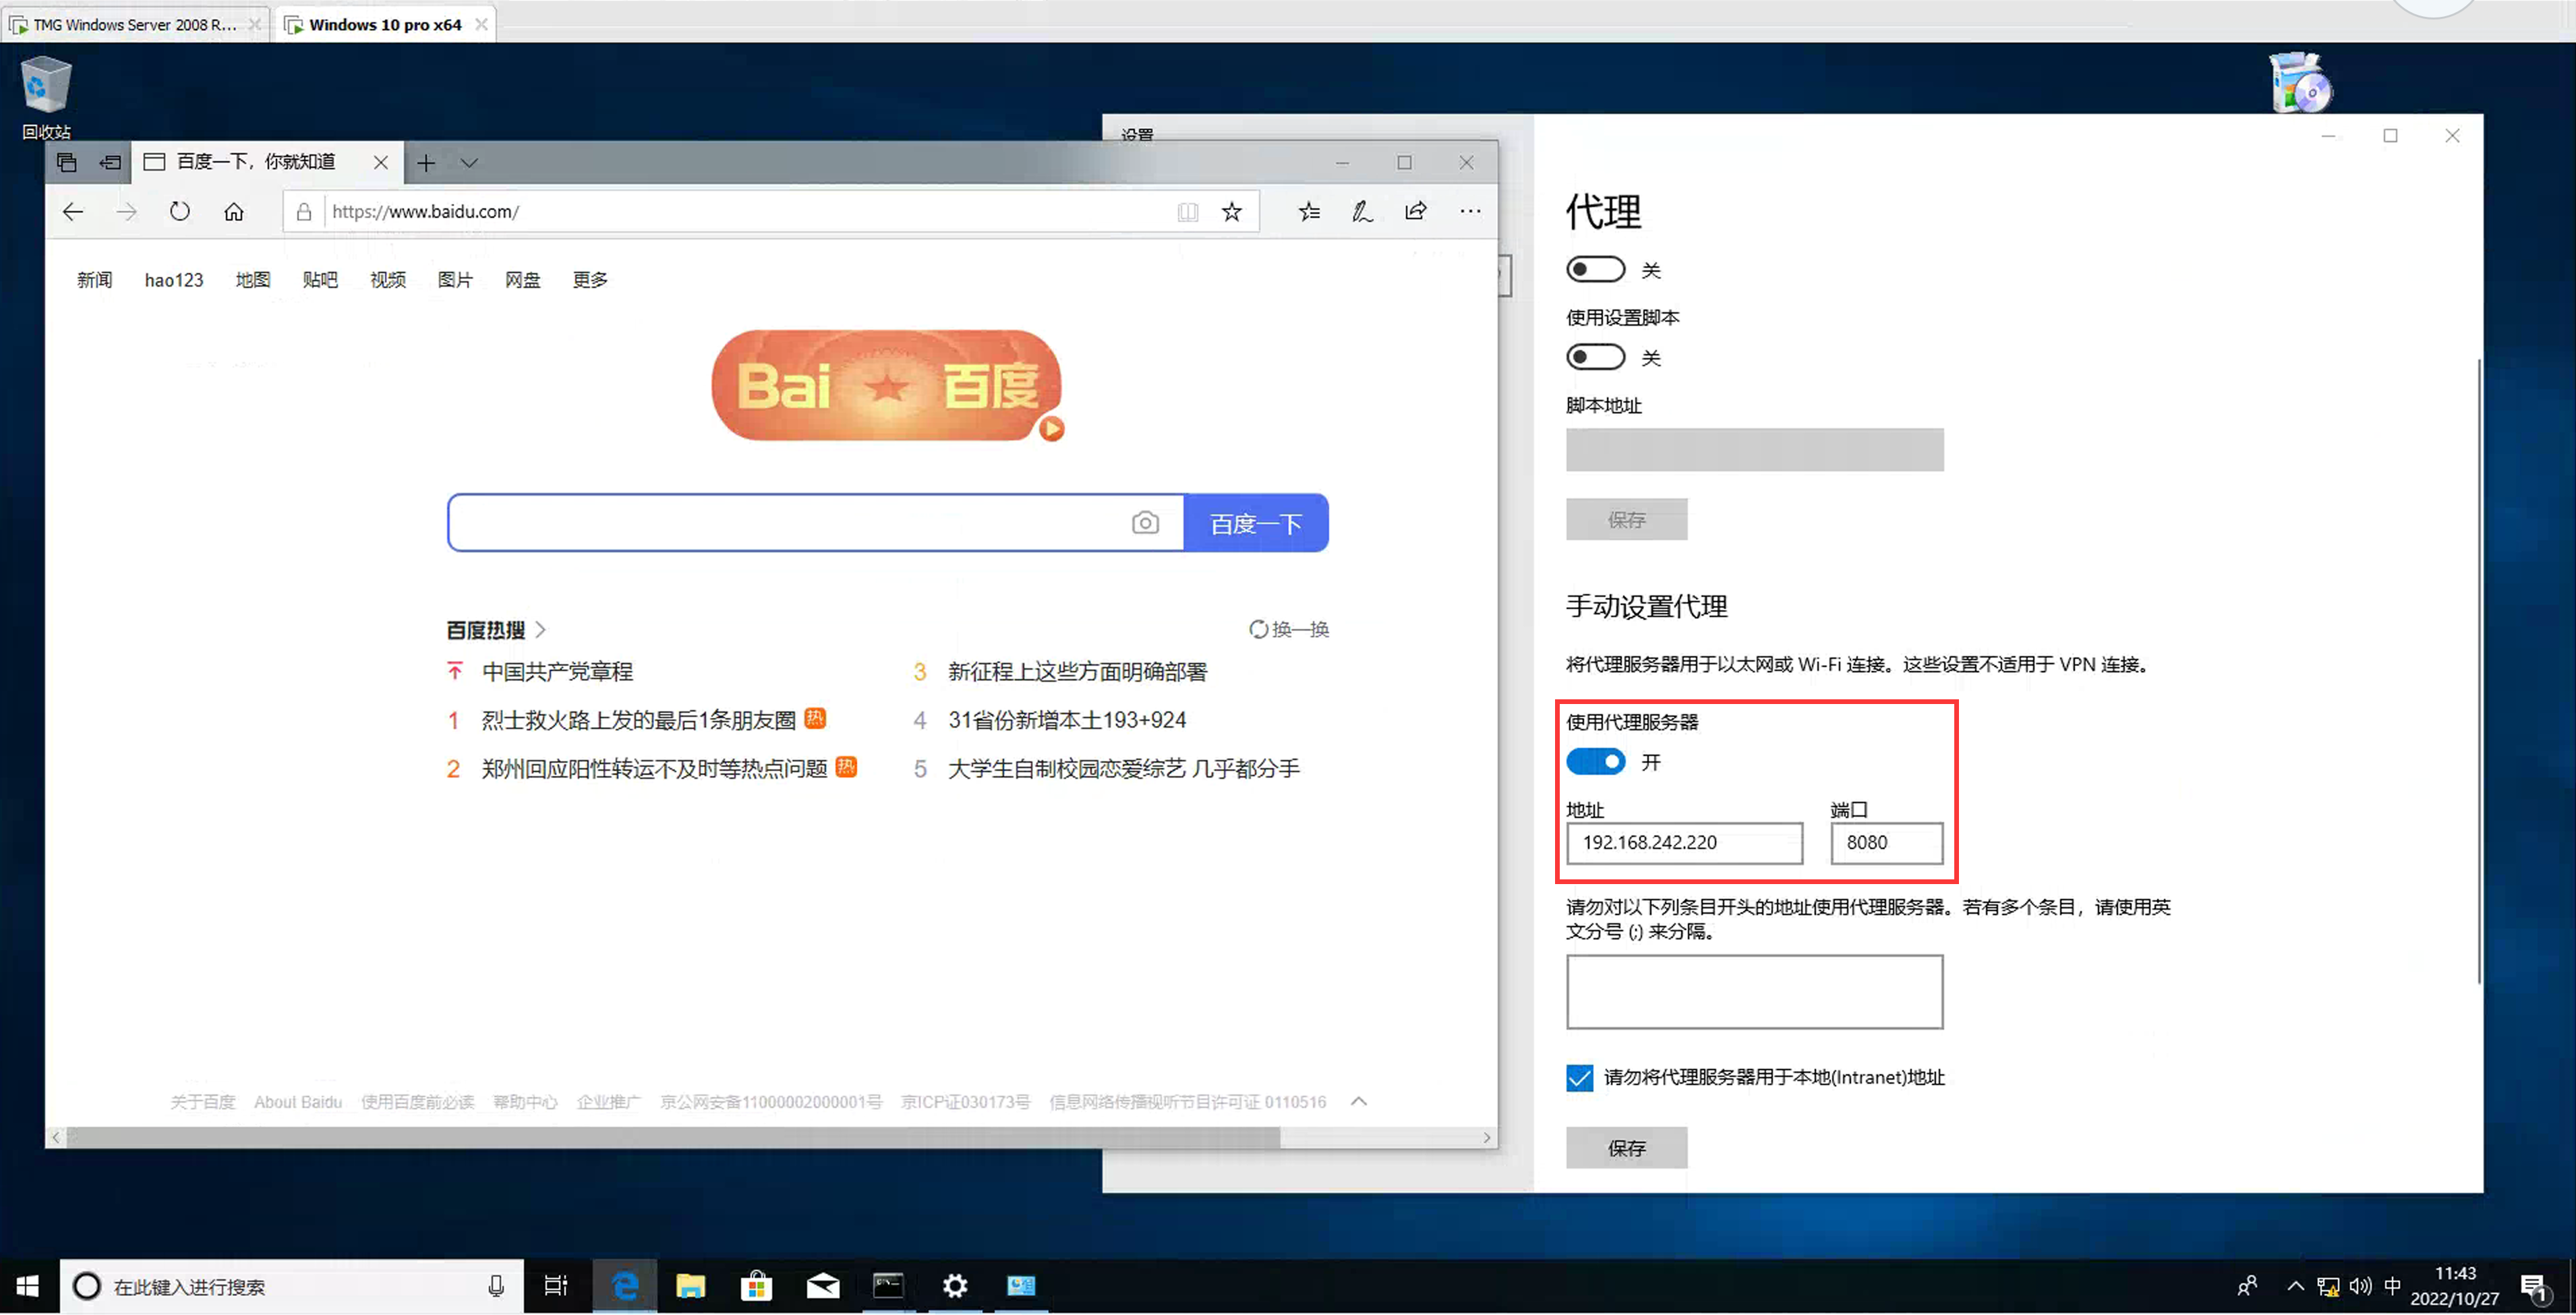 TMG Windows Server 2008 R...
Windows 10 pro x64
回收站
设置
百度一下，你就知道
https://www.baidu.com/
新闻 hao123 地图 贴吧 视频 图片 网盘 更多
Bai 百度
百度一下
百度热搜
换一换
中国共产党章程
1 烈士救火路上发的最后1条朋友圈 热
2 郑州回应阳性转运不及时等热点问题 热
3 新征程上这些方面明确部署
4 31省份新增本土193+924
5 大学生自制校园恋爱综艺 几乎都分手
关于百度 About Baidu 使用百度前必读 帮助中心 企业推广 京公网安备11000002000001号 京ICP证030173号 信息网络传播视听节目许可证 0110516
代理
关
使用设置脚本
关
脚本地址
保存
手动设置代理
将代理服务器用于以太网或 Wi-Fi 连接。这些设置不适用于 VPN 连接。
使用代理服务器
开
地址 端口
192.168.242.220 8080
请勿对以下列条目开头的地址使用代理服务器。若有多个条目，请使用英
文分号 (;) 来分隔。
请勿将代理服务器用于本地(Intranet)地址
保存
在此键入进行搜索
中
11:43
2022/10/27
1